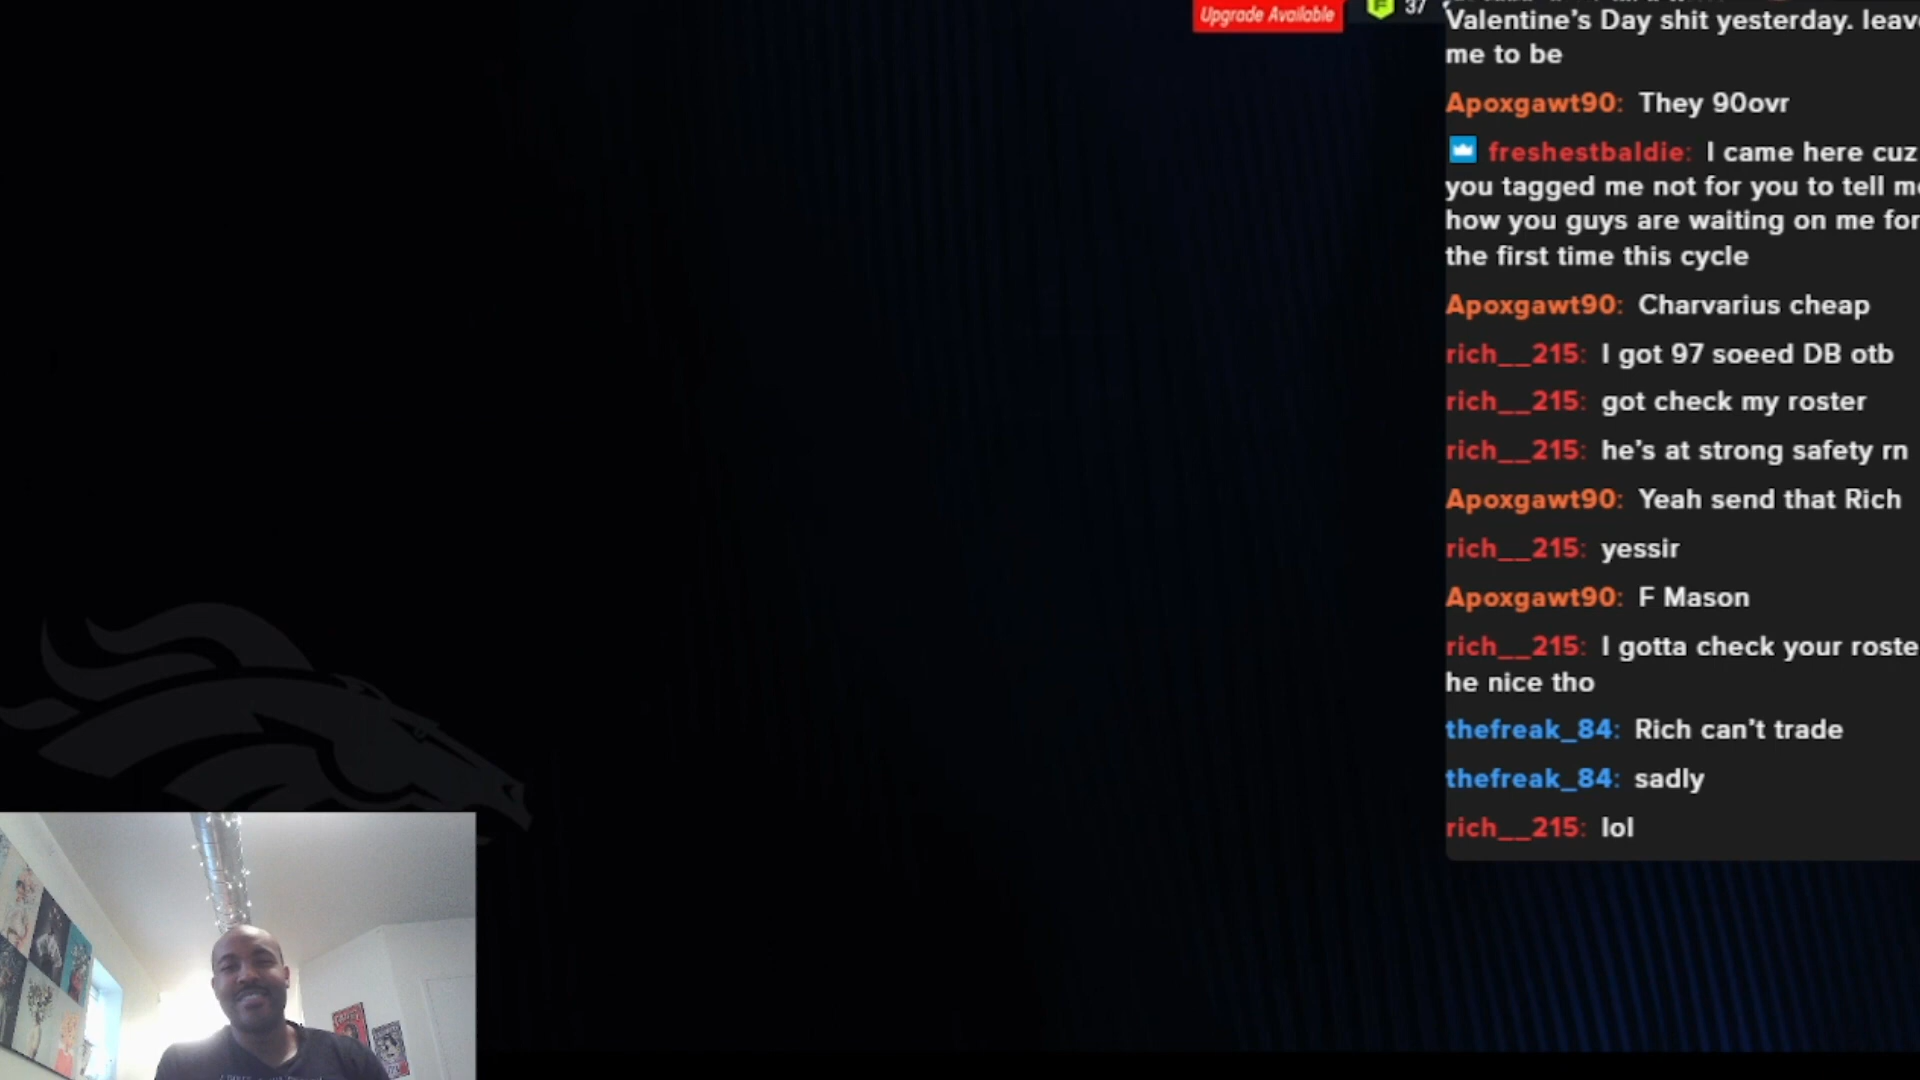 Upgrade Available
37
Valentine's Day shit yesterday. leave
me to be
Apoxgawt90: They 90ovr
freshestbaldie: I came here cuz
you tagged me not for you to tell me
how you guys are waiting on me for
the first time this cycle
Apoxgawt90: Charvarius cheap
rich__215: I got 97 soeed DB otb
rich__215: got check my roster
rich__215: he's at strong safety rn
Apoxgawt90: Yeah send that Rich
rich__215: yessir
Apoxgawt90: F Mason
rich__215: I gotta check your roste
he nice tho
thefreak_84: Rich can't trade
thefreak_84: sadly
rich__215: lol